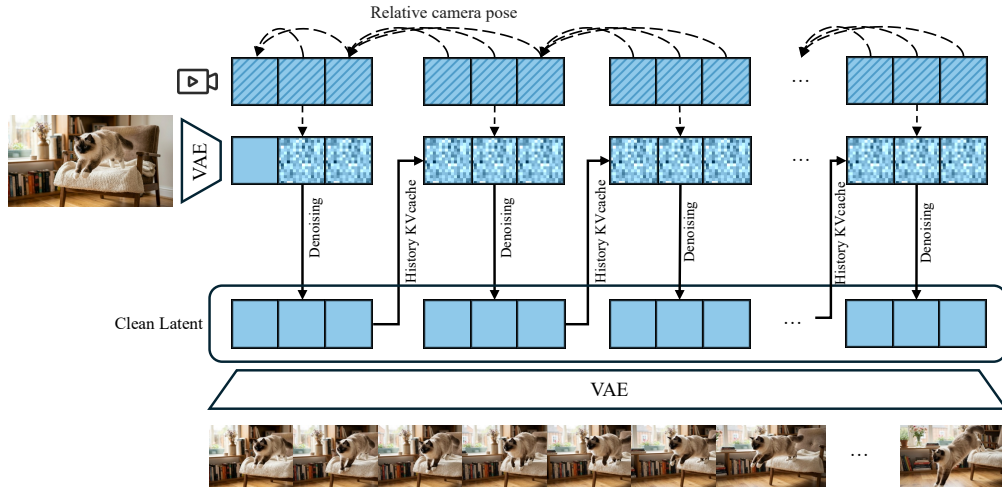 Relative camera pose
...
VAE
...
Denoising
History KVcache
Denoising
History KVcache
Denoising
History KVcache
Denoising
Clean Latent
...
VAE
...